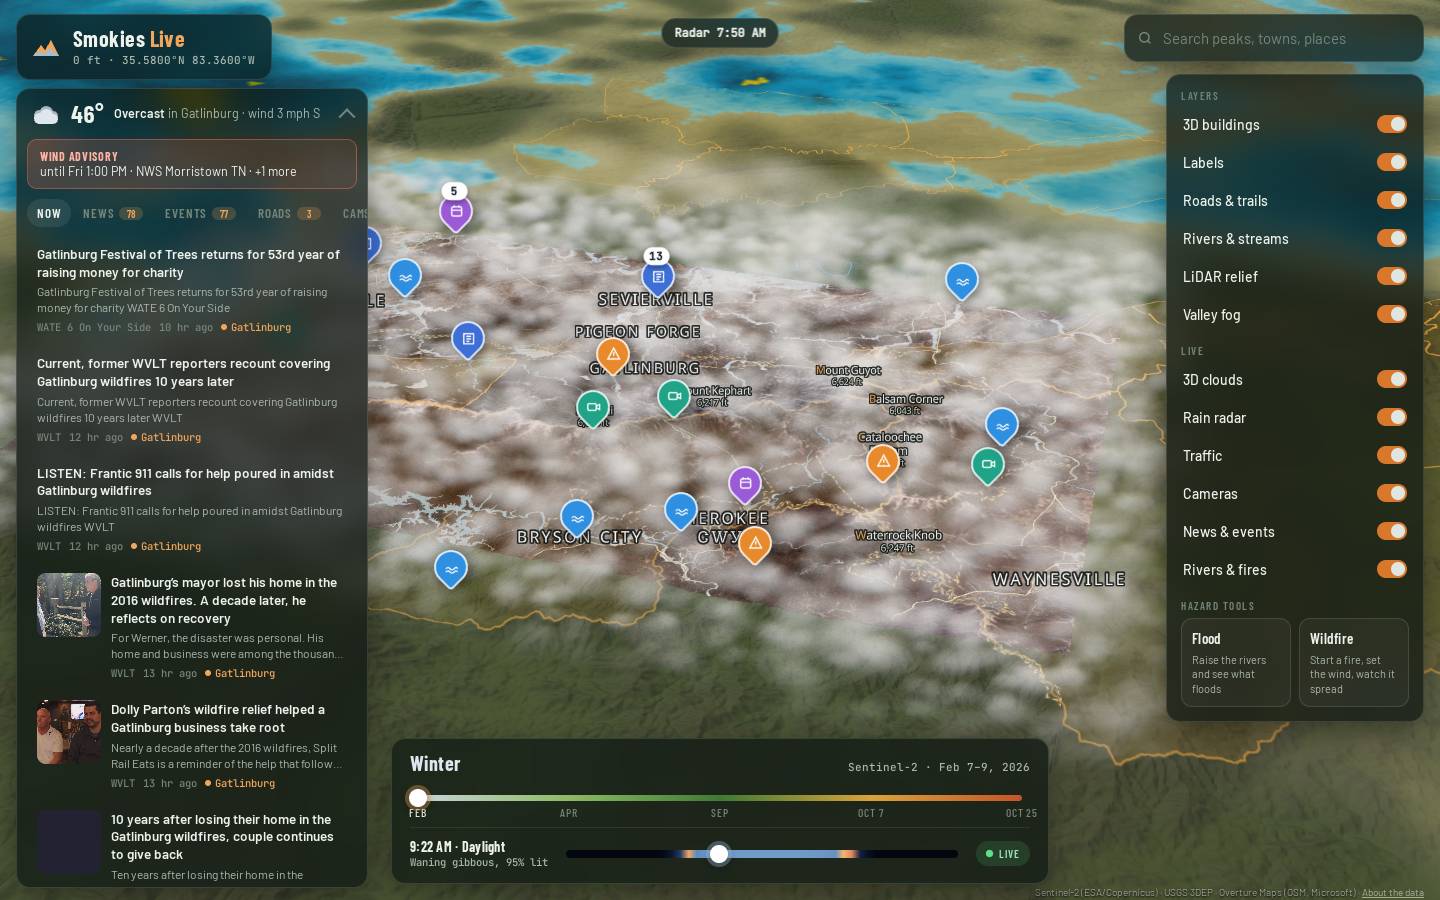 Smokies Live
0 ft · 35.5800°N 83.3600°W
Radar 7:50 AM
Search peaks, towns, places
46° Overcast in Gatlinburg · wind 3 mph S
WIND ADVISORY
until Fri 1:00 PM · NWS Morristown TN · +1 more
NOW NEWS 78 EVENTS 77 ROADS 3 CAMS
Gatlinburg Festival of Trees returns for 53rd year of
raising money for charity
Gatlinburg Festival of Trees returns for 53rd year of raising
money for charity WATE 6 On Your Side
WATE 6 On Your Side 10 hr ago Gatlinburg
Current, former WVLT reporters recount covering
Gatlinburg wildfires 10 years later
Current, former WVLT reporters recount covering Gatlinburg
wildfires 10 years later WVLT
WVLT 12 hr ago Gatlinburg
LISTEN: Frantic 911 calls for help poured in amidst
Gatlinburg wildfires
LISTEN: Frantic 911 calls for help poured in amidst Gatlinburg
wildfires WVLT
WVLT 12 hr ago Gatlinburg
Gatlinburg's mayor lost his home in the
2016 wildfires. A decade later, he
reflects on recovery
For Werner, the disaster was personal. His
home and business were among the thousan...
WVLT 13 hr ago Gatlinburg
Dolly Parton's wildfire relief helped a
Gatlinburg business take root
Nearly a decade after the 2016 wildfires, Split
Rail Eats is a reminder of the help that follow...
WVLT 13 hr ago Gatlinburg
10 years after losing their home in the
Gatlinburg wildfires, couple continues
to give back
Ten years after losing their home in the
5
13
LE
SEVIERVILLE
PIGEON FORGE
GATLINBURG
unt Kephart
6,217 ft
Mount Guyot
6,624 ft
Balsam Corner
6,043 ft
Cataloochee
EROKEE
BRYSON CITY
GWY
Waterrock Knob
6,247 ft
WAYNESVILLE
LAYERS
3D buildings
Labels
Roads & trails
Rivers & streams
LiDAR relief
Valley fog
LIVE
3D clouds
Rain radar
Traffic
Cameras
News & events
Rivers & fires
HAZARD TOOLS
Flood
Raise the rivers
and see what
floods
Wildfire
Start a fire, set
the wind, watch it
spread
Winter
Sentinel-2 · Feb 7–9, 2026
FEB APR SEP OCT 7 OCT 25
9:22 AM · Daylight
Waning gibbous, 95% lit
LIVE
Sentinel-2 (ESA/Copernicus) · USGS 3DEP · Overture Maps (OSM, Microsoft) · About the data